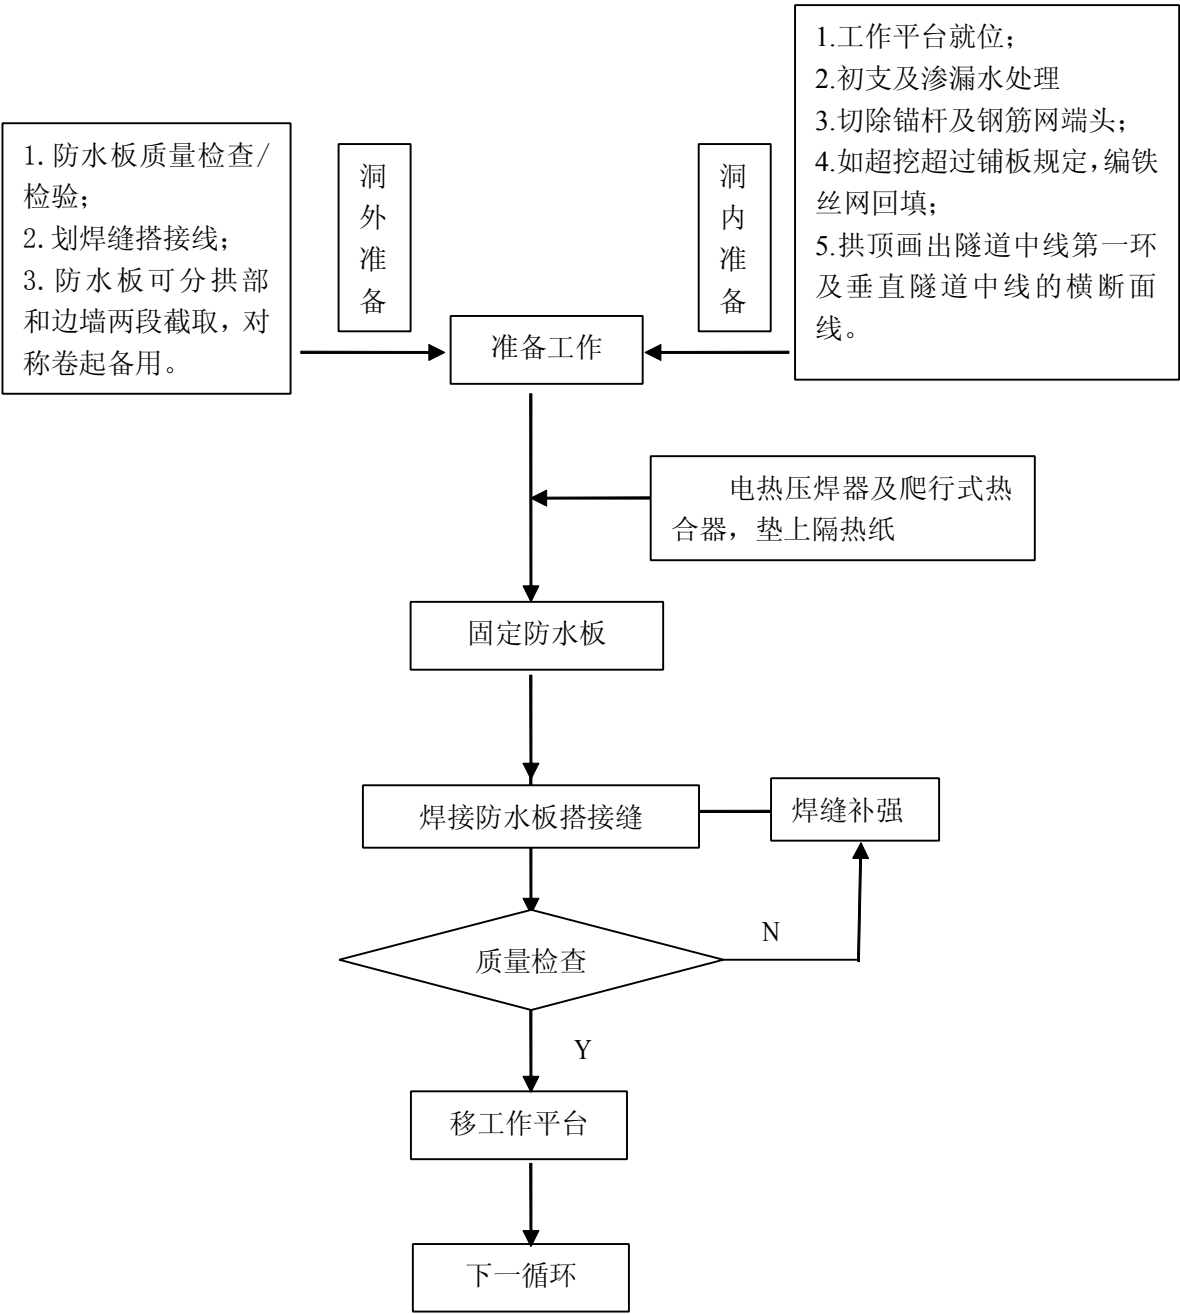 1.工作平台就位；
2.初支及渗漏水处理
3.切除锚杆及钢筋网端头；
4.如超挖超过铺板规定，编铁
丝网回填；
5.拱顶画出隧道中线第一环
及垂直隧道中线的横断面
线。
1.防水板质量检查/
检验；
2.划焊缝搭接线；
3.防水板可分拱部
和边墙两段截取，对
称卷起备用。
洞外准备
洞内准备
准备工作
电热压焊器及爬行式热
合器，垫上隔热纸
固定防水板
焊接防水板搭接缝
焊缝补强
质量检查
N
Y
移工作平台
下一循环